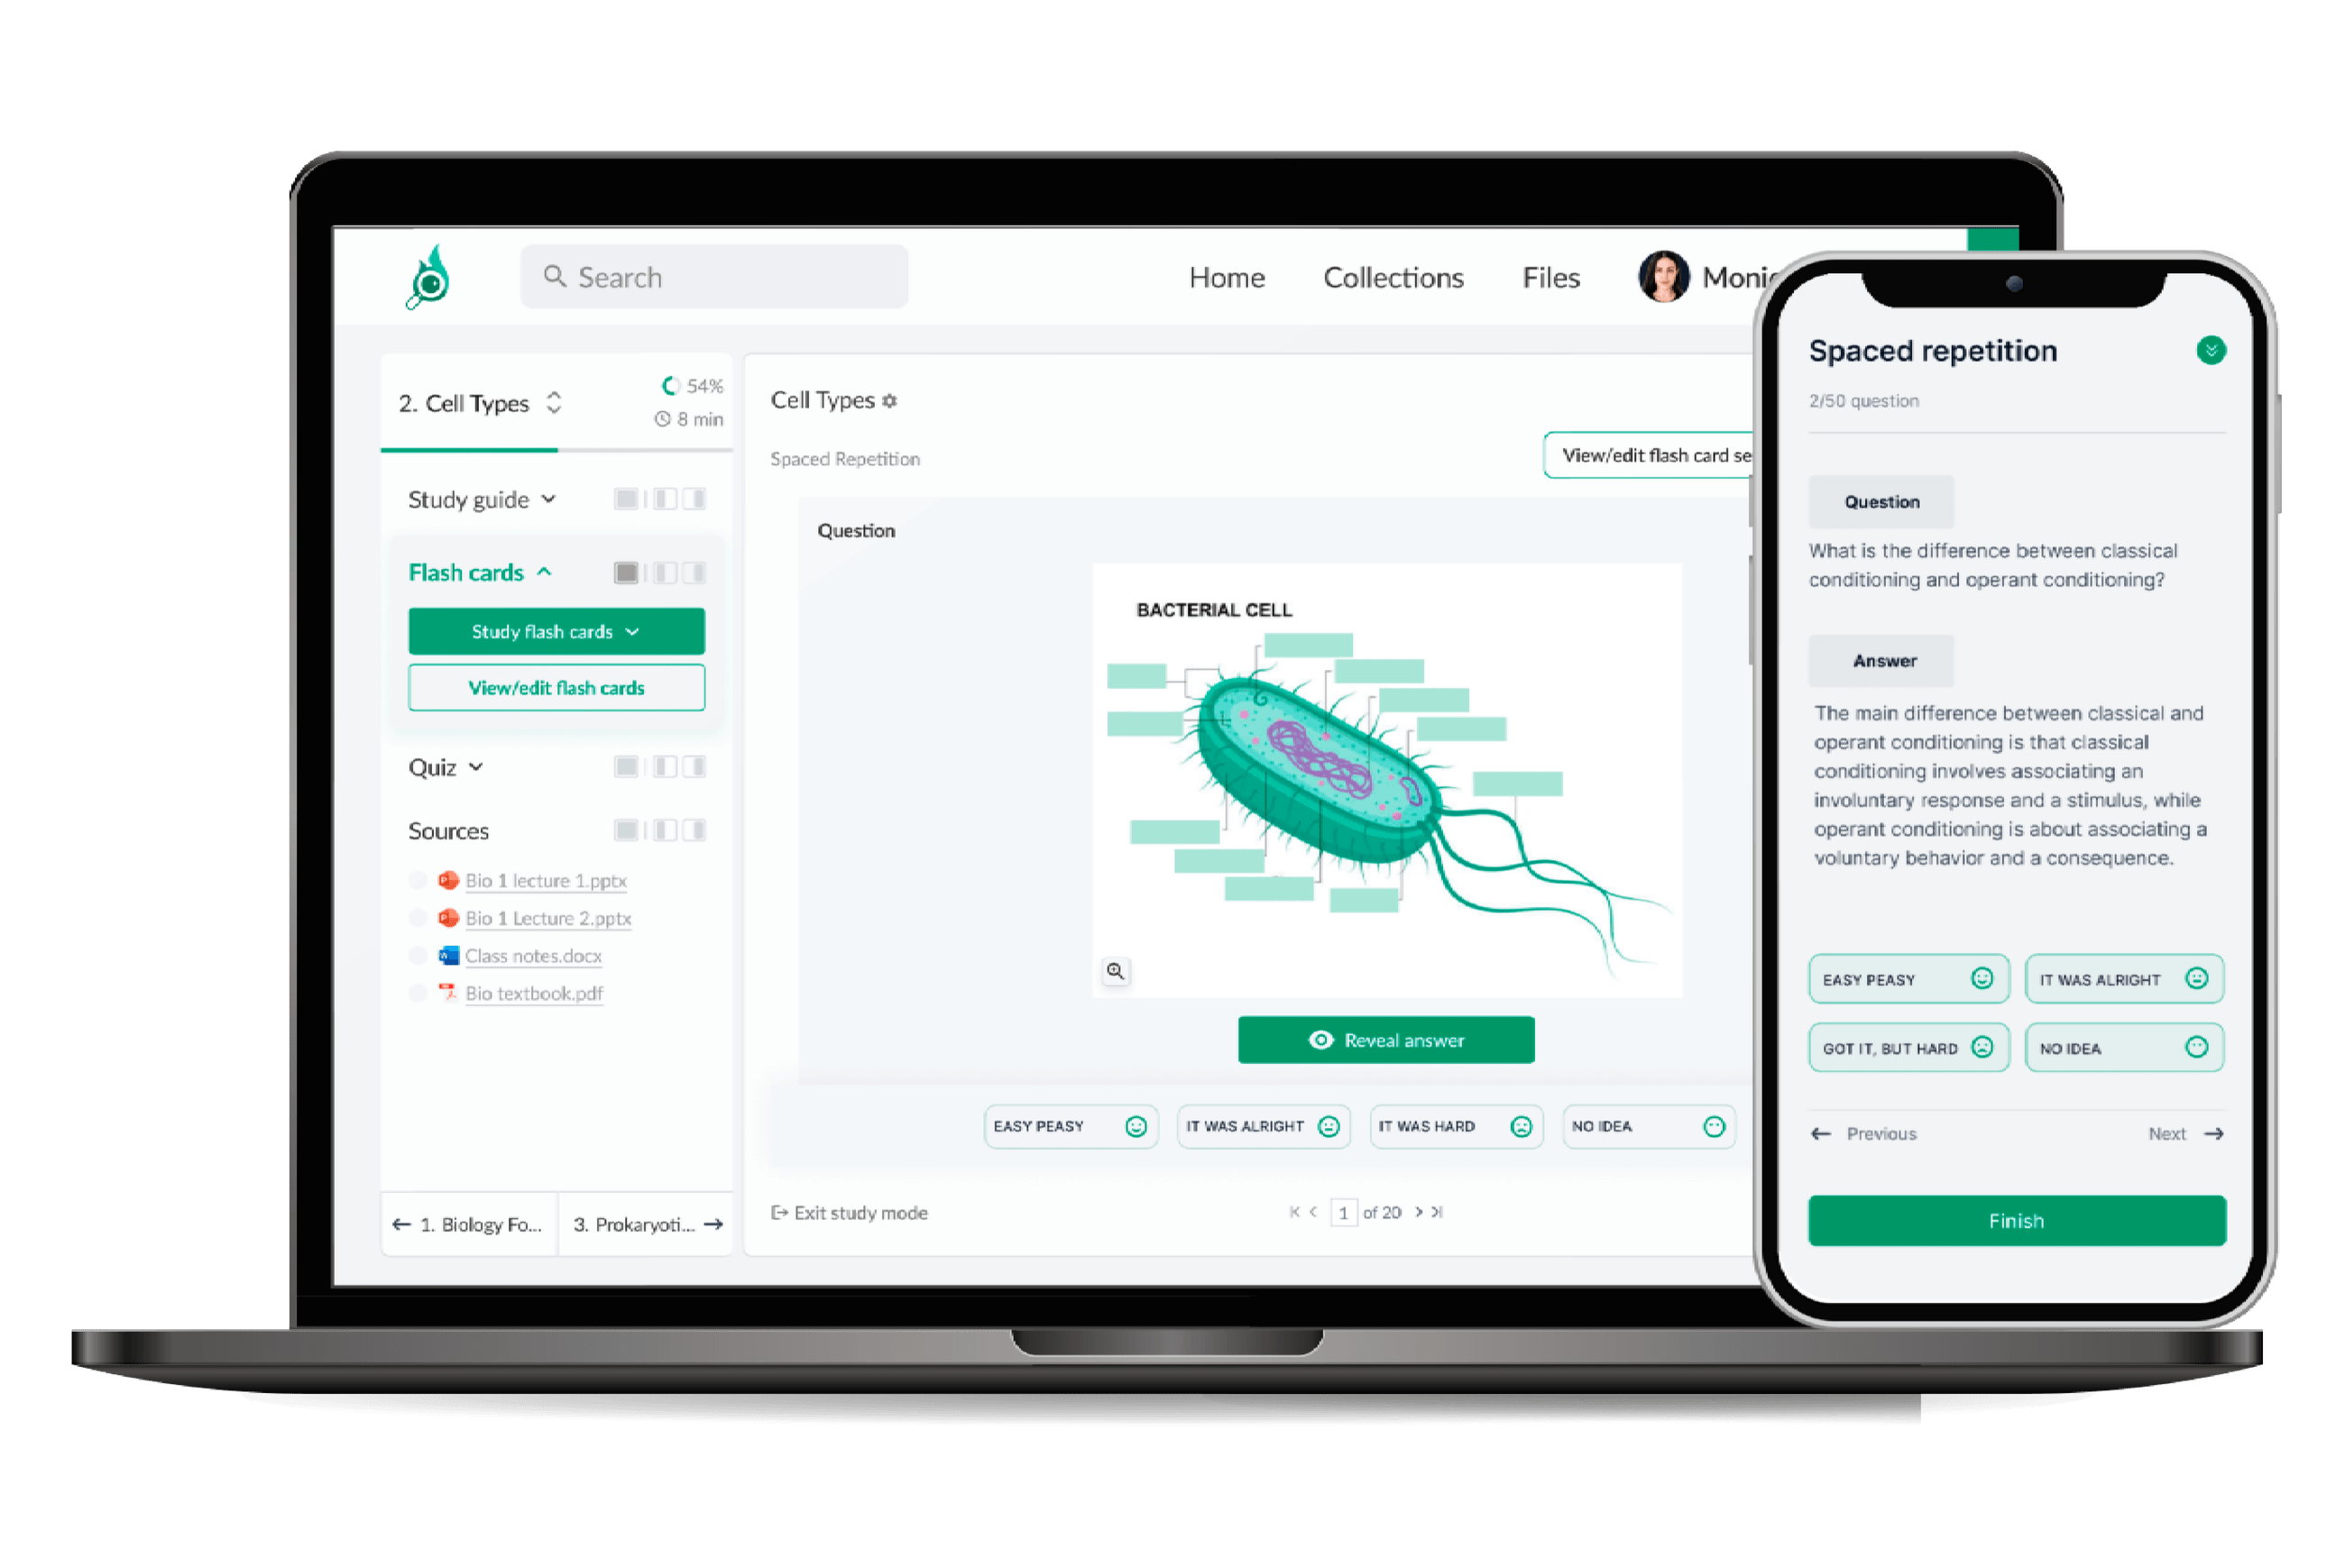 Search
Home
Collections
Files
2. Cell Types
54%
8 min
Study guide
Flash cards
Study flash cards
View/edit flash cards
Quiz
Sources
Bio 1 lecture 1.pptx
Bio 1 Lecture 2.pptx
Class notes.docx
Bio textbook.pdf
1. Biology Fo...
3. Prokaryoti...
Cell Types
Spaced Repetition
View/edit flash card se
Question
BACTERIAL CELL
Reveal answer
EASY PEASY
IT WAS ALRIGHT
IT WAS HARD
NO IDEA
Exit study mode
1 of 20
Spaced repetition
2/50 question
Question
What is the difference between classical
conditioning and operant conditioning?
Answer
The main difference between classical and
operant conditioning is that classical
conditioning involves associating an
involuntary response and a stimulus, while
operant conditioning is about associating a
voluntary behavior and a consequence.
EASY PEASY
IT WAS ALRIGHT
GOT IT, BUT HARD
NO IDEA
Previous
Next
Finish